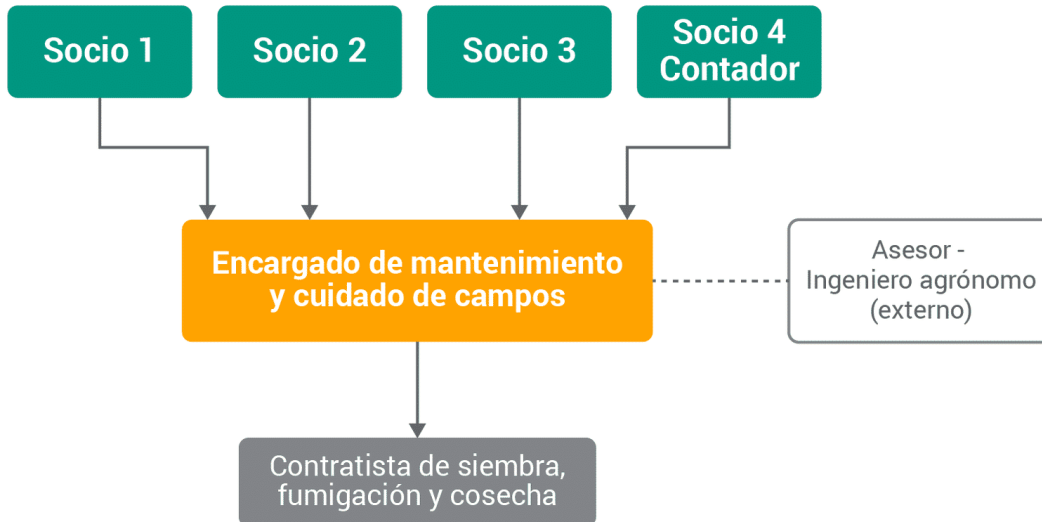 Socio 1
Socio 2
Socio 3
Socio 4
Contador
Encargado de mantenimiento
y cuidado de campos
Asesor -
Ingeniero agrónomo
(externo)
Contratista de siembra,
fumigación y cosecha